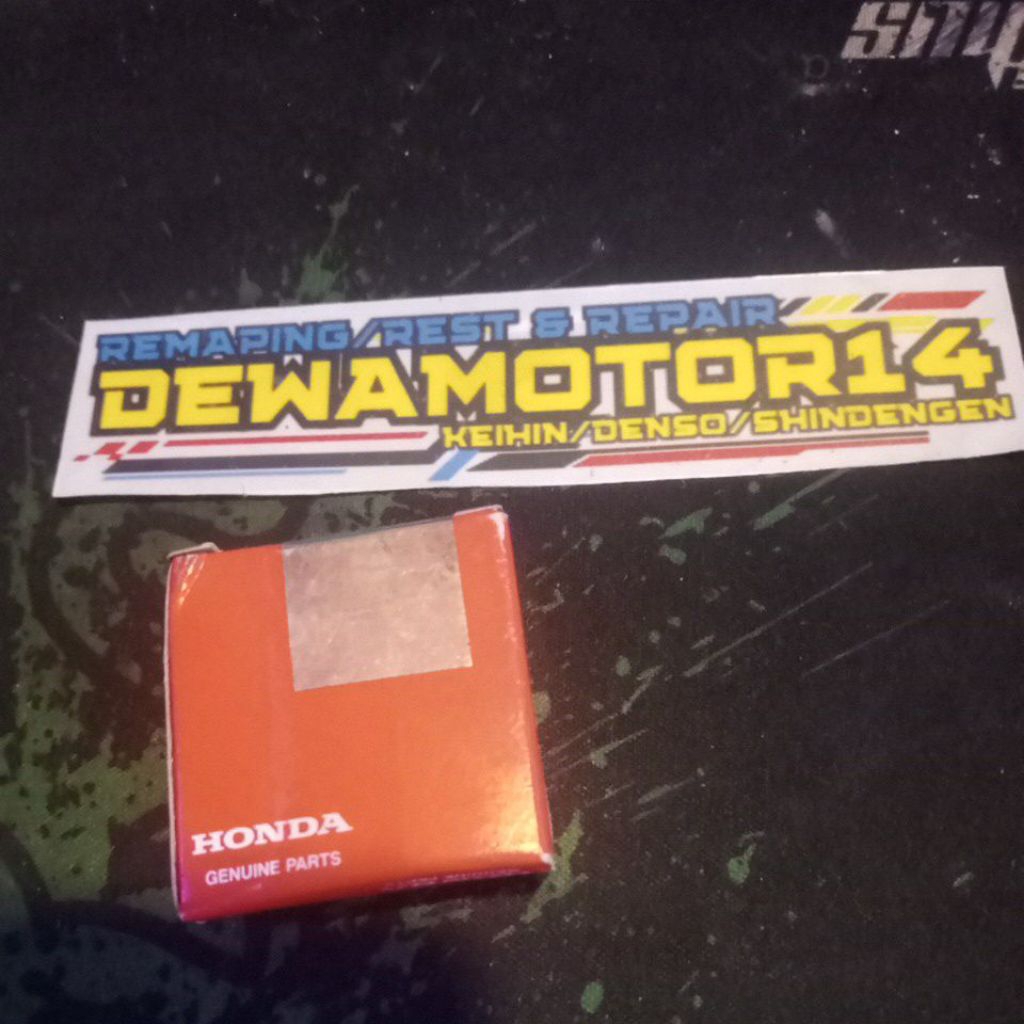 REMAPING/REST & REPAIR
DEWAMOTOR14
KEIHIN/DENSO/SHINDENGEN
HONDA
GENUINE PARTS